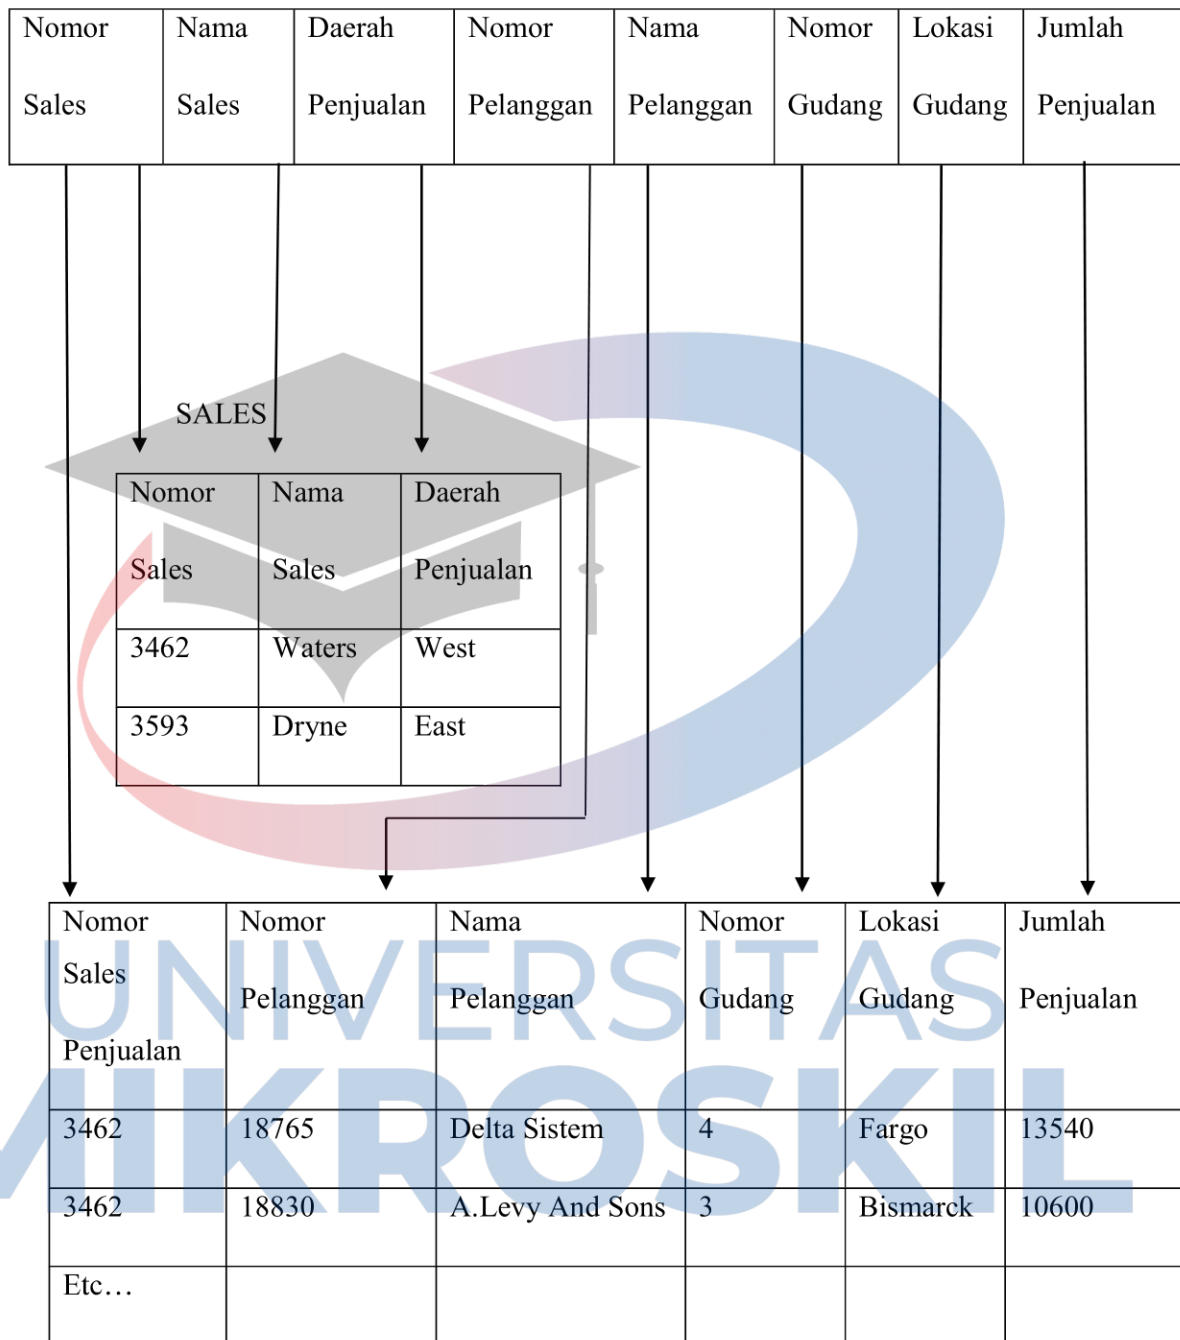 Nomor Nama Daerah Nomor Nama Nomor Lokasi Jumlah
Sales Sales Penjualan Pelanggan Pelanggan Gudang Gudang Penjualan
SALES
Nomor Nama Daerah
Sales Sales Penjualan
3462 Waters West
3593 Dryne East
Nomor Nomor Nama Nomor Lokasi Jumlah
Sales
Pelanggan Pelanggan Gudang Gudang Penjualan
Penjualan
UNIVERSITAS
MIKROSKIL
3462 18765 Delta Sistem 4 Fargo 13540
3462 18830 A.Levy And Sons 3 Bismarck 10600
Etc…